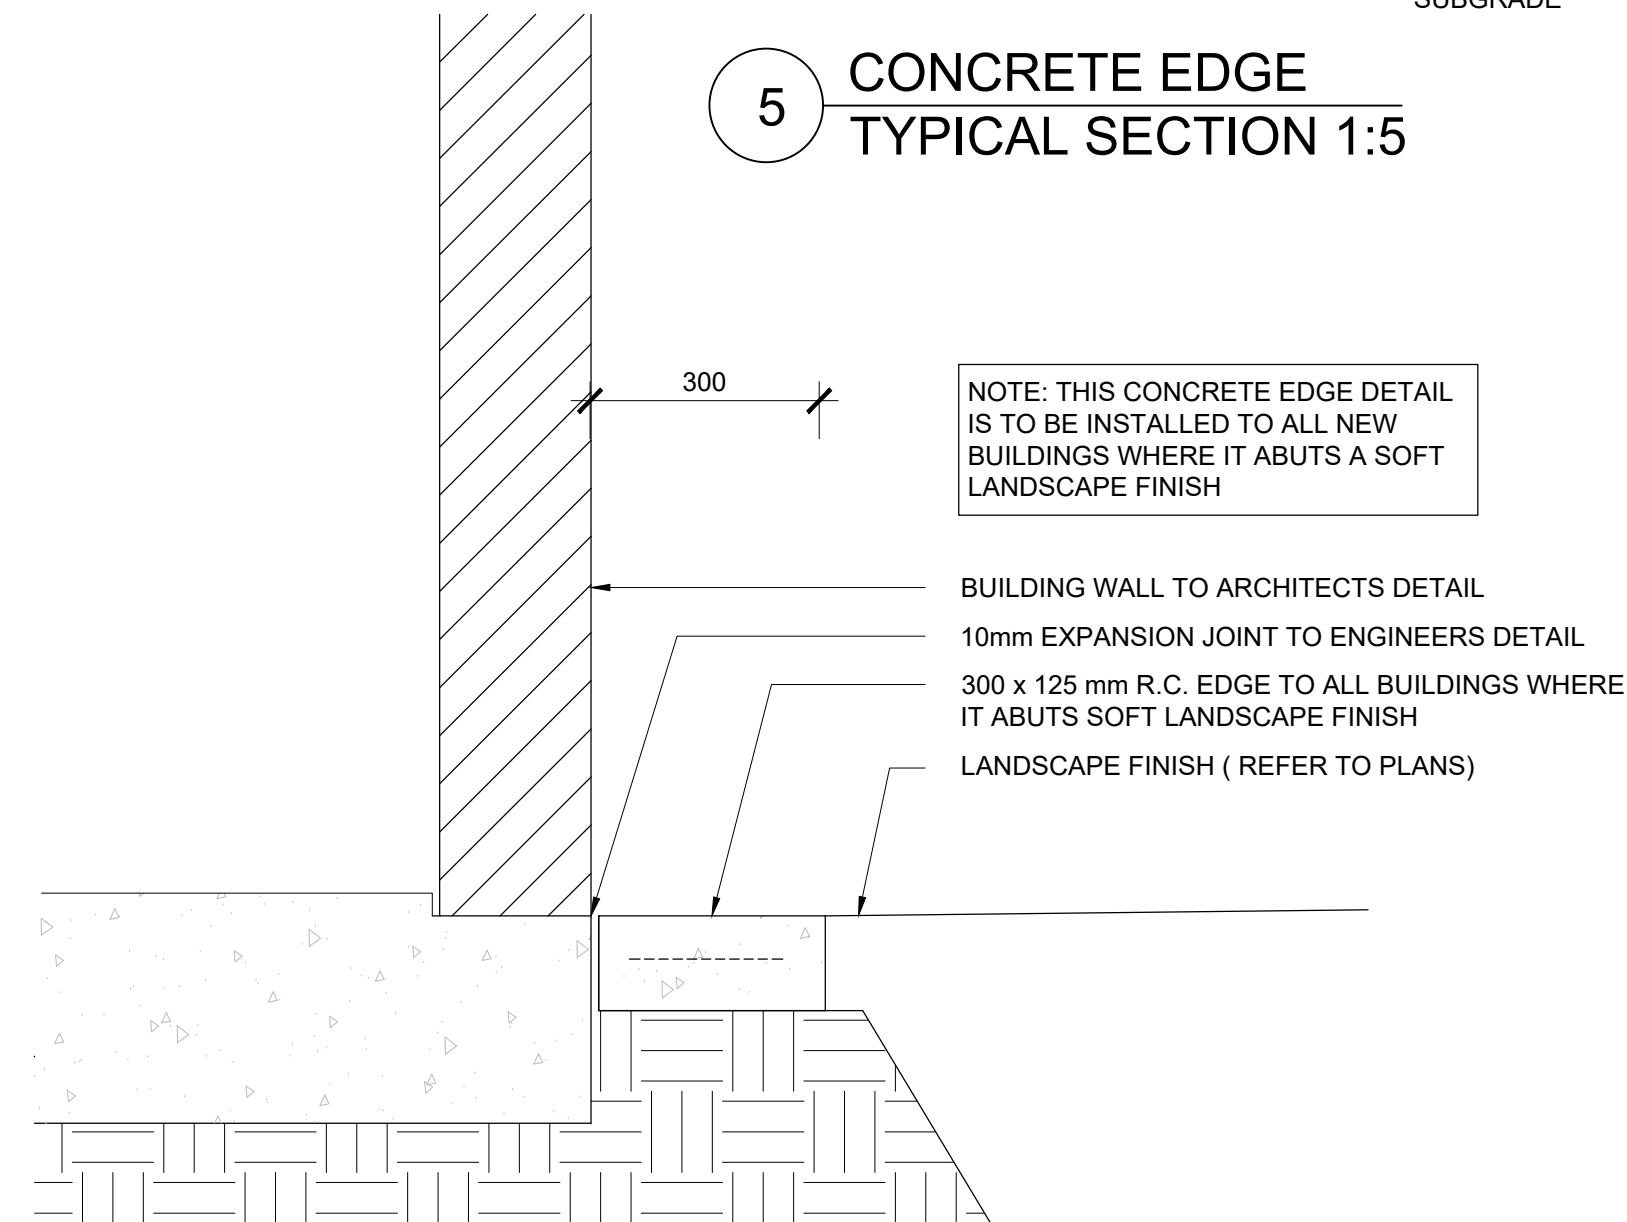 SUBGRADE
5
CONCRETE EDGE
TYPICAL SECTION 1:5
300
NOTE: THIS CONCRETE EDGE DETAIL
IS TO BE INSTALLED TO ALL NEW
BUILDINGS WHERE IT ABUTS A SOFT
LANDSCAPE FINISH
BUILDING WALL TO ARCHITECTS DETAIL
10mm EXPANSION JOINT TO ENGINEERS DETAIL
300 x 125 mm R.C. EDGE TO ALL BUILDINGS WHERE
IT ABUTS SOFT LANDSCAPE FINISH
LANDSCAPE FINISH ( REFER TO PLANS)